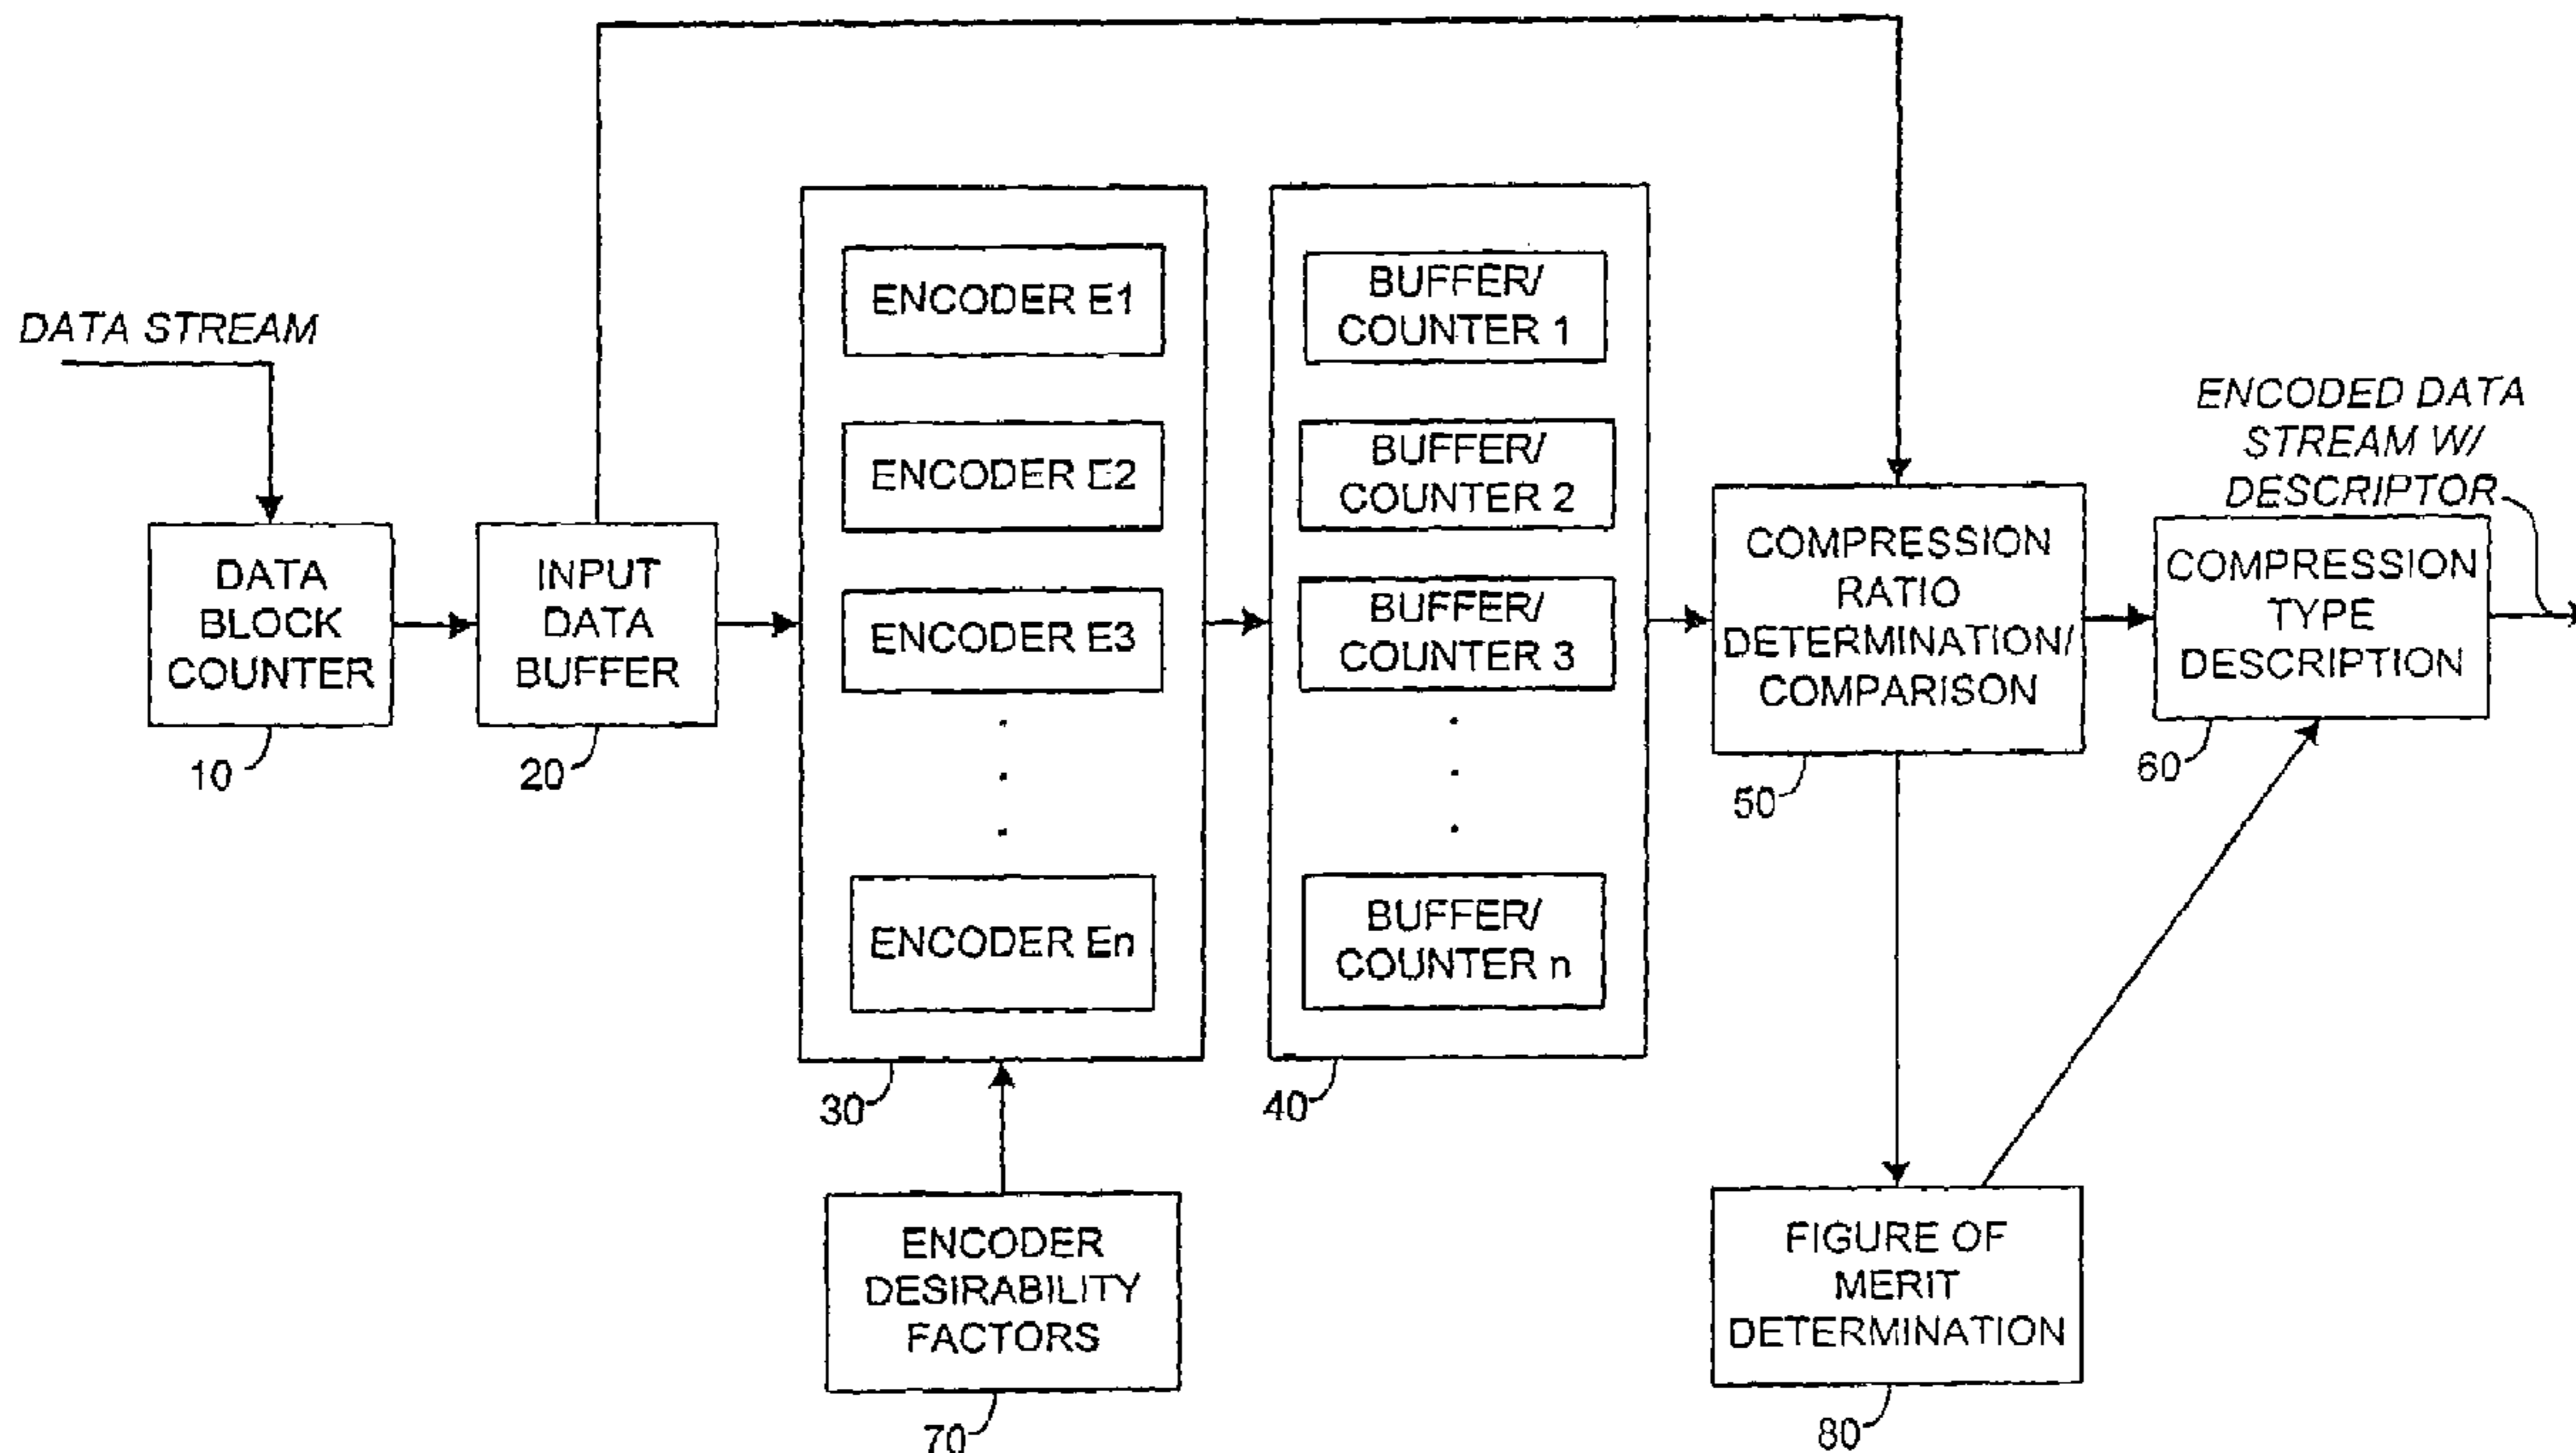 DATA STREAM
DATA
BLOCK
COUNTER
10
INPUT
DATA
BUFFER
20
ENCODER E1
ENCODER E2
ENCODER E3
.
.
.
ENCODER En
30
BUFFER/
COUNTER 1
BUFFER/
COUNTER 2
BUFFER/
COUNTER 3
.
.
.
BUFFER/
COUNTER n
40
COMPRESSION
RATIO
DETERMINATION/
COMPARISON
50
ENCODED DATA
STREAM W/
DESCRIPTOR
COMPRESSION
TYPE
DESCRIPTION
60
ENCODER
DESIRABILITY
FACTORS
70
FIGURE OF
MERIT
DETERMINATION
80